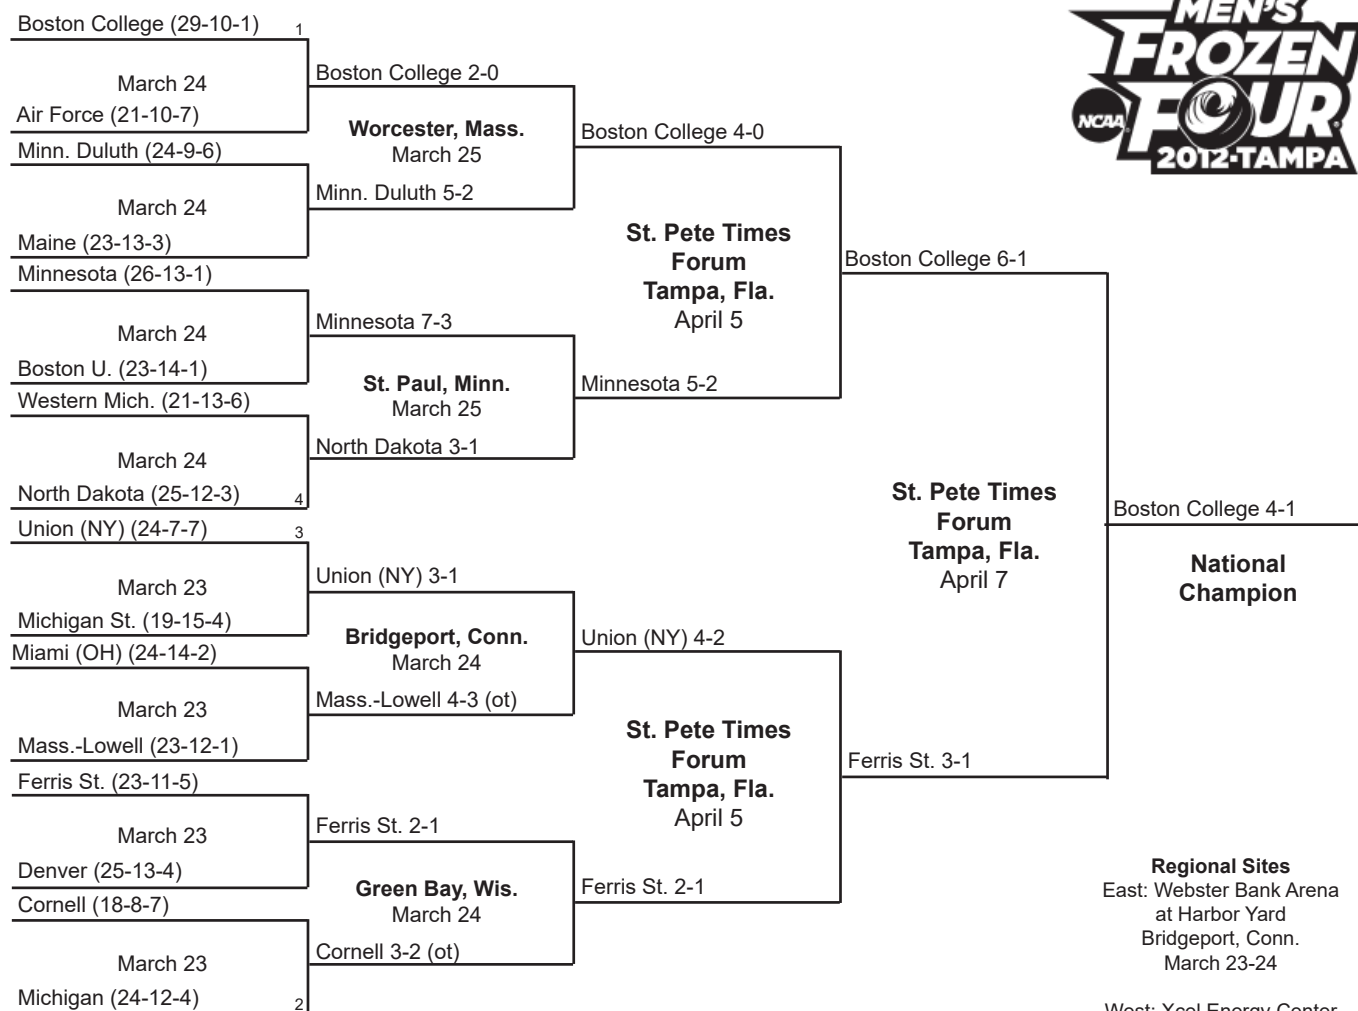 Boston College (29-10-1) 1
March 24
Air Force (21-10-7)
Minn. Duluth (24-9-6)
March 24
Maine (23-13-3)
Minnesota (26-13-1)
March 24
Boston U. (23-14-1)
Western Mich. (21-13-6)
March 24
North Dakota (25-12-3) 4
Union (NY) (24-7-7) 3
March 23
Michigan St. (19-15-4)
Miami (OH) (24-14-2)
March 23
Mass.-Lowell (23-12-1)
Ferris St. (23-11-5)
March 23
Denver (25-13-4)
Cornell (18-8-7)
March 23
Michigan (24-12-4) 2
Boston College 2-0
Worcester, Mass.
March 25
Minn. Duluth 5-2
Minnesota 7-3
St. Paul, Minn.
March 25
North Dakota 3-1
Union (NY) 3-1
Bridgeport, Conn.
March 24
Mass.-Lowell 4-3 (ot)
Ferris St. 2-1
Green Bay, Wis.
March 24
Cornell 3-2 (ot)
Boston College 4-0
St. Pete Times
Forum
Tampa, Fla.
April 5
Minnesota 5-2
Union (NY) 4-2
St. Pete Times
Forum
Tampa, Fla.
April 5
Ferris St. 2-1
Boston College 6-1
St. Pete Times
Forum
Tampa, Fla.
April 7
Ferris St. 3-1
Boston College 4-1
National
Champion
MEN'S
FROZEN
NCAA FOUR
2012-TAMPA
Regional Sites
East: Webster Bank Arena
at Harbor Yard
Bridgeport, Conn.
March 23-24
West: Xcel Energy Center